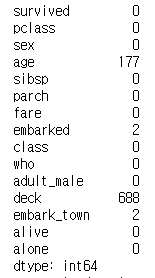 survived 0
pclass 0
sex 0
age 177
sibsp 0
parch 0
fare 0
embarked 2
class 0
who 0
adult_male 0
deck 688
embark_town 2
alive 0
alone 0
dtype: int64